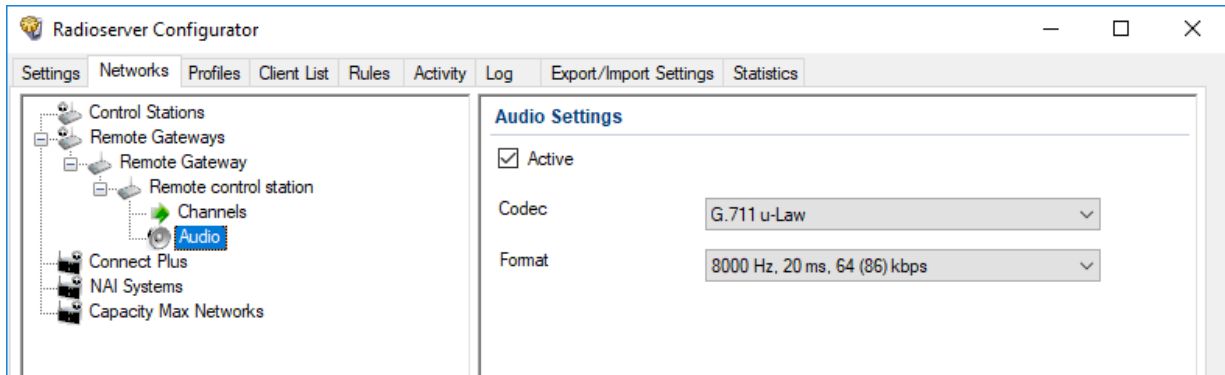 Radioserver Configurator
Settings Networks Profiles Client List Rules Activity Log Export/Import Settings Statistics
Control Stations
Remote Gateways
Remote Gateway
Remote control station
Channels
Audio
Connect Plus
NAI Systems
Capacity Max Networks
Audio Settings
Active
Codec G.711 u-Law
Format 8000 Hz, 20 ms, 64 (86) kbps